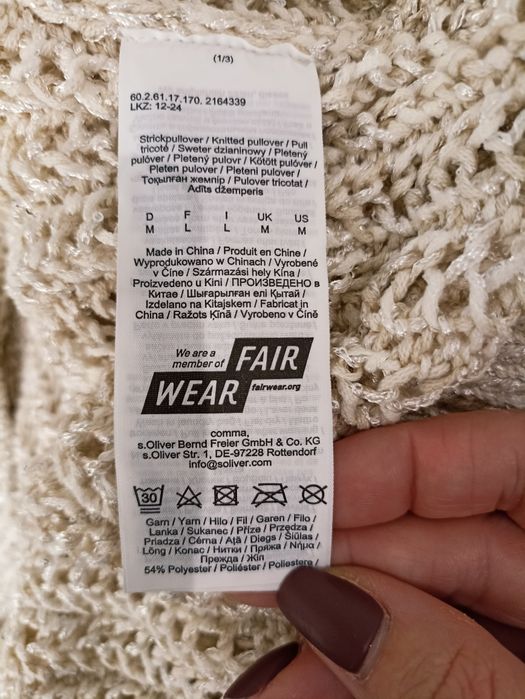 (1/3)
60.2.61.17.170. 2164339
LKZ: 12-24
Strickpullover / Knitted pullover / Pull
tricoté / Sweter dzianinowy / Pletený
pulóver / Pletený pulovr / Kötött pulóver /
Pleten pulover / Pleteni pulover /
Тоқылған жемпір / Pulover tricotat /
Adīts džemperis
D F I UK US
M L L M M
Made in China / Produit en Chine /
Wyprodukowano w Chinach / Vyrobené
v Číne / Származási hely Kína /
Proizvedeno u Kini / ПРОИЗВЕДЕНО в
Китае / Шығарылған елі Қытай /
Izdelano na Kitajskem / Fabricat in
China / Ražots Ķīnā / Vyrobeno v Číně
We are a
member of
FAIR
WEAR
fairwear.org
comma,
s.Oliver Bernd Freier GmbH & Co. KG
s.Oliver Str. 1, DE-97228 Rottendorf
info@soliver.com
30
Garn / Yarn / Hilo / Fil / Garen / Filo /
Lanka / Sukanec / Příze / Przędza /
Priadza / Cérna / Aţă / Diegs / Šiūlas /
Lõng / Konac / Нитки / Пряжа / Νήμα /
Прежда / Жіп
54% Polyester / Poliéster / Poliestere /